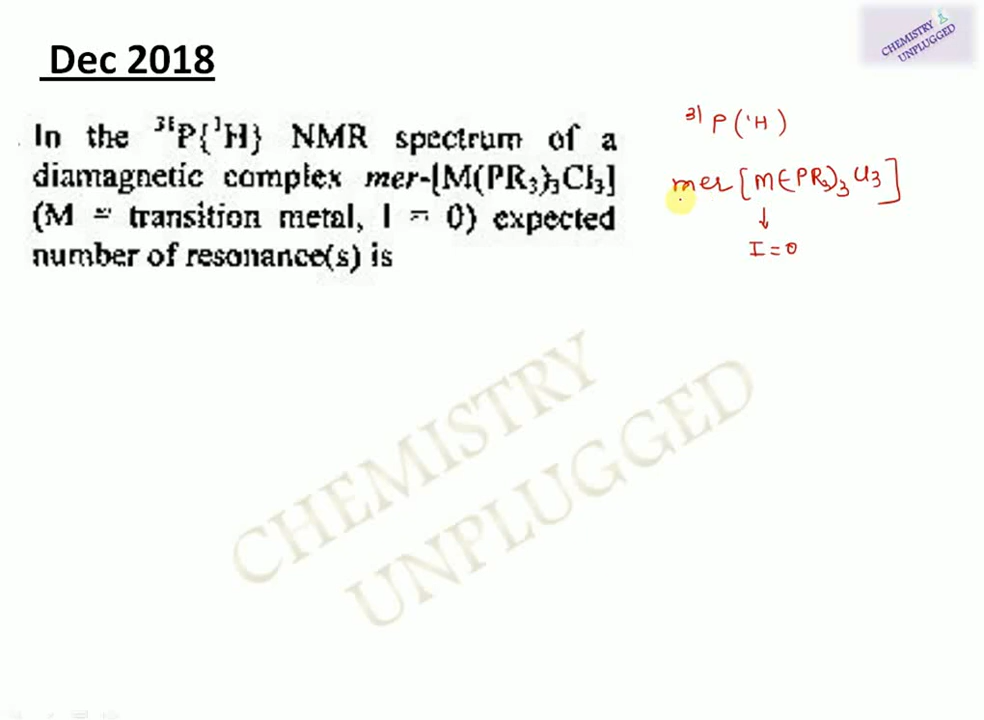 CHEMISTRY
UNPLUGGED
Dec 2018
In the ³¹P{¹H} NMR spectrum of a
diamagnetic complex mer-[M(PR₃)₃Cl₃]
(M = transition metal, I = 0) expected
number of resonance(s) is
³¹P(¹H)
mer [M(PR₃)₃Cl₃]
↓
I = 0
CHEMISTRY
UNPLUGGED